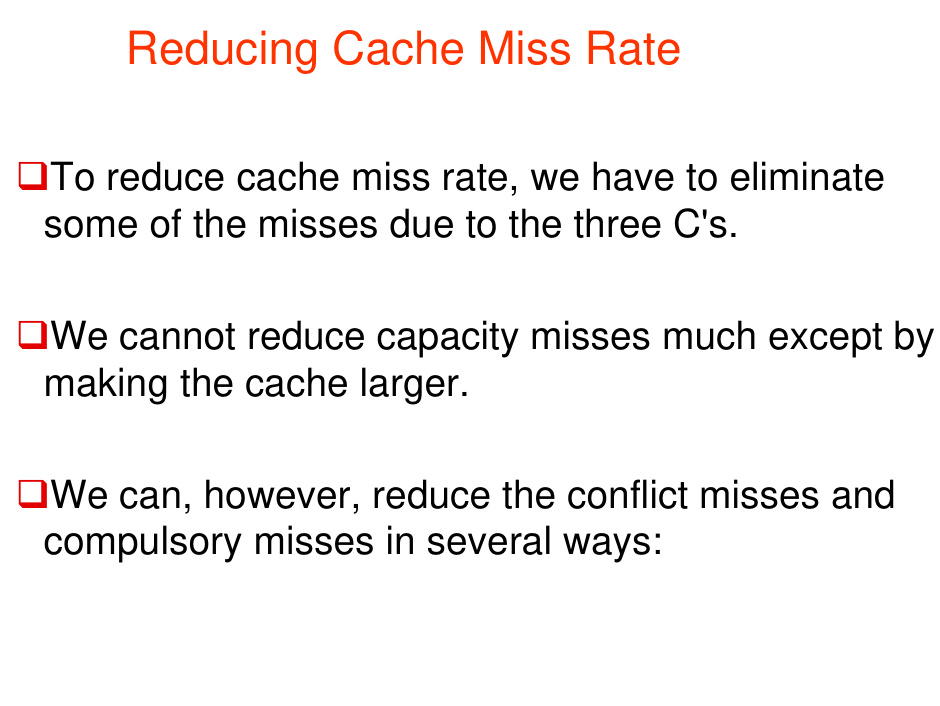 Reducing Cache Miss Rate
❑To reduce cache miss rate, we have to eliminate
some of the misses due to the three C's.
❑We cannot reduce capacity misses much except by
making the cache larger.
❑We can, however, reduce the conflict misses and
compulsory misses in several ways: